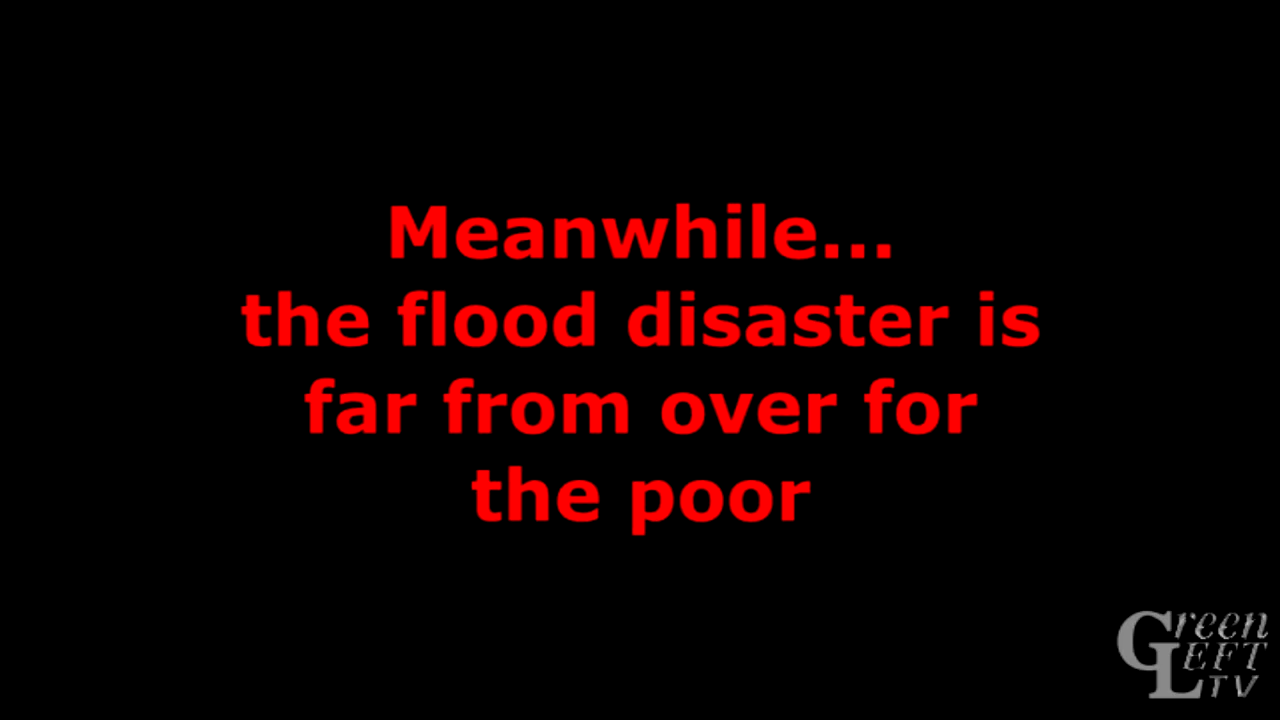 Meanwhile...
the flood disaster is
far from over for
the poor
Green
LEFT
TV